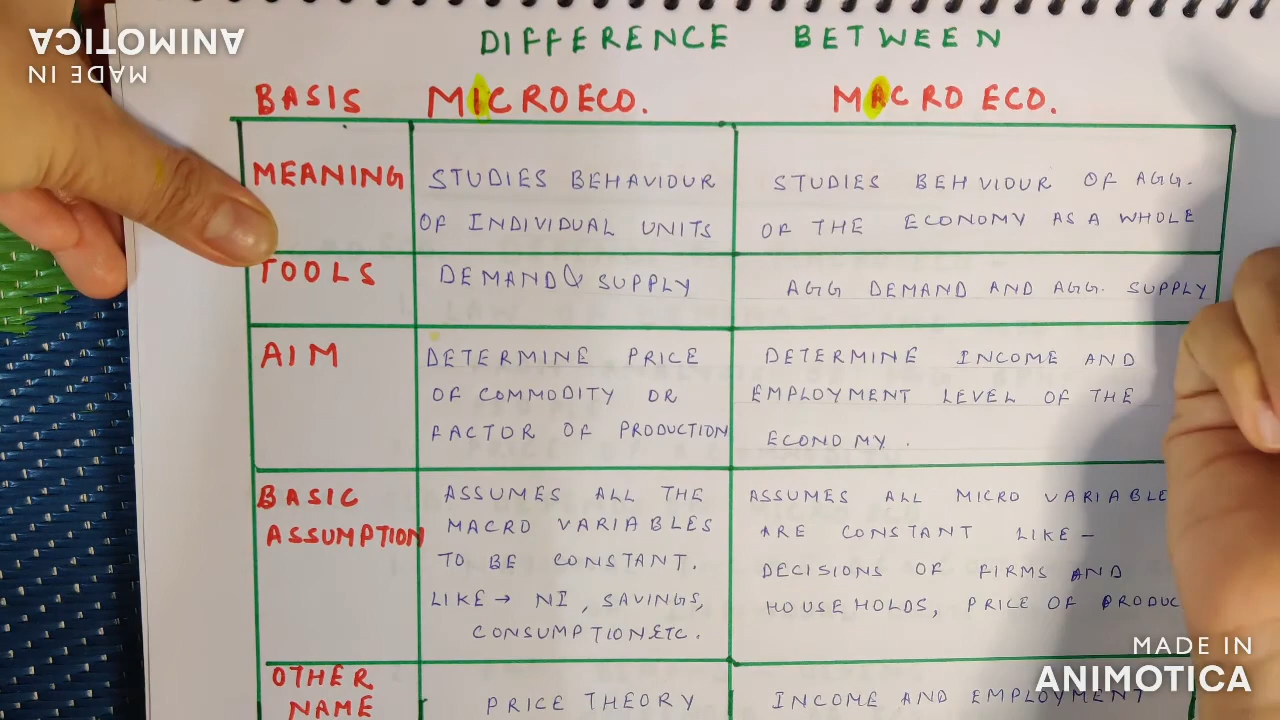 MADE IN
ANIMOTICA
DIFFERENCE BETWEEN
BASIS MICROECO. MACRO ECO.
MEANING
STUDIES BEHAVIOUR
OF INDIVIDUAL UNITS
STUDIES BEHVIOUR OF AGG.
OF THE ECONOMY AS A WHOLE
TOOLS
DEMAND & SUPPLY
AGG DEMAND AND AGG. SUPPLY
AIM
DETERMINE PRICE
OF COMMODITY OR
FACTOR OF PRODUCTION
DETERMINE INCOME AND
EMPLOYMENT LEVEL OF THE
ECONOMY.
BASIC
ASSUMPTION
ASSUMES ALL THE
MACRO VARIABLES
TO BE CONSTANT.
LIKE → NI, SAVINGS,
CONSUMPTION ETC.
ASSUMES ALL MICRO VARIABLE
ARE CONSTANT LIKE -
DECISIONS OF FIRMS AND
HOUSEHOLDS, PRICE OF PRODUC
OTHER
NAME
PRICE THEORY
INCOME AND EMPLOYMENT
MADE IN
ANIMOTICA